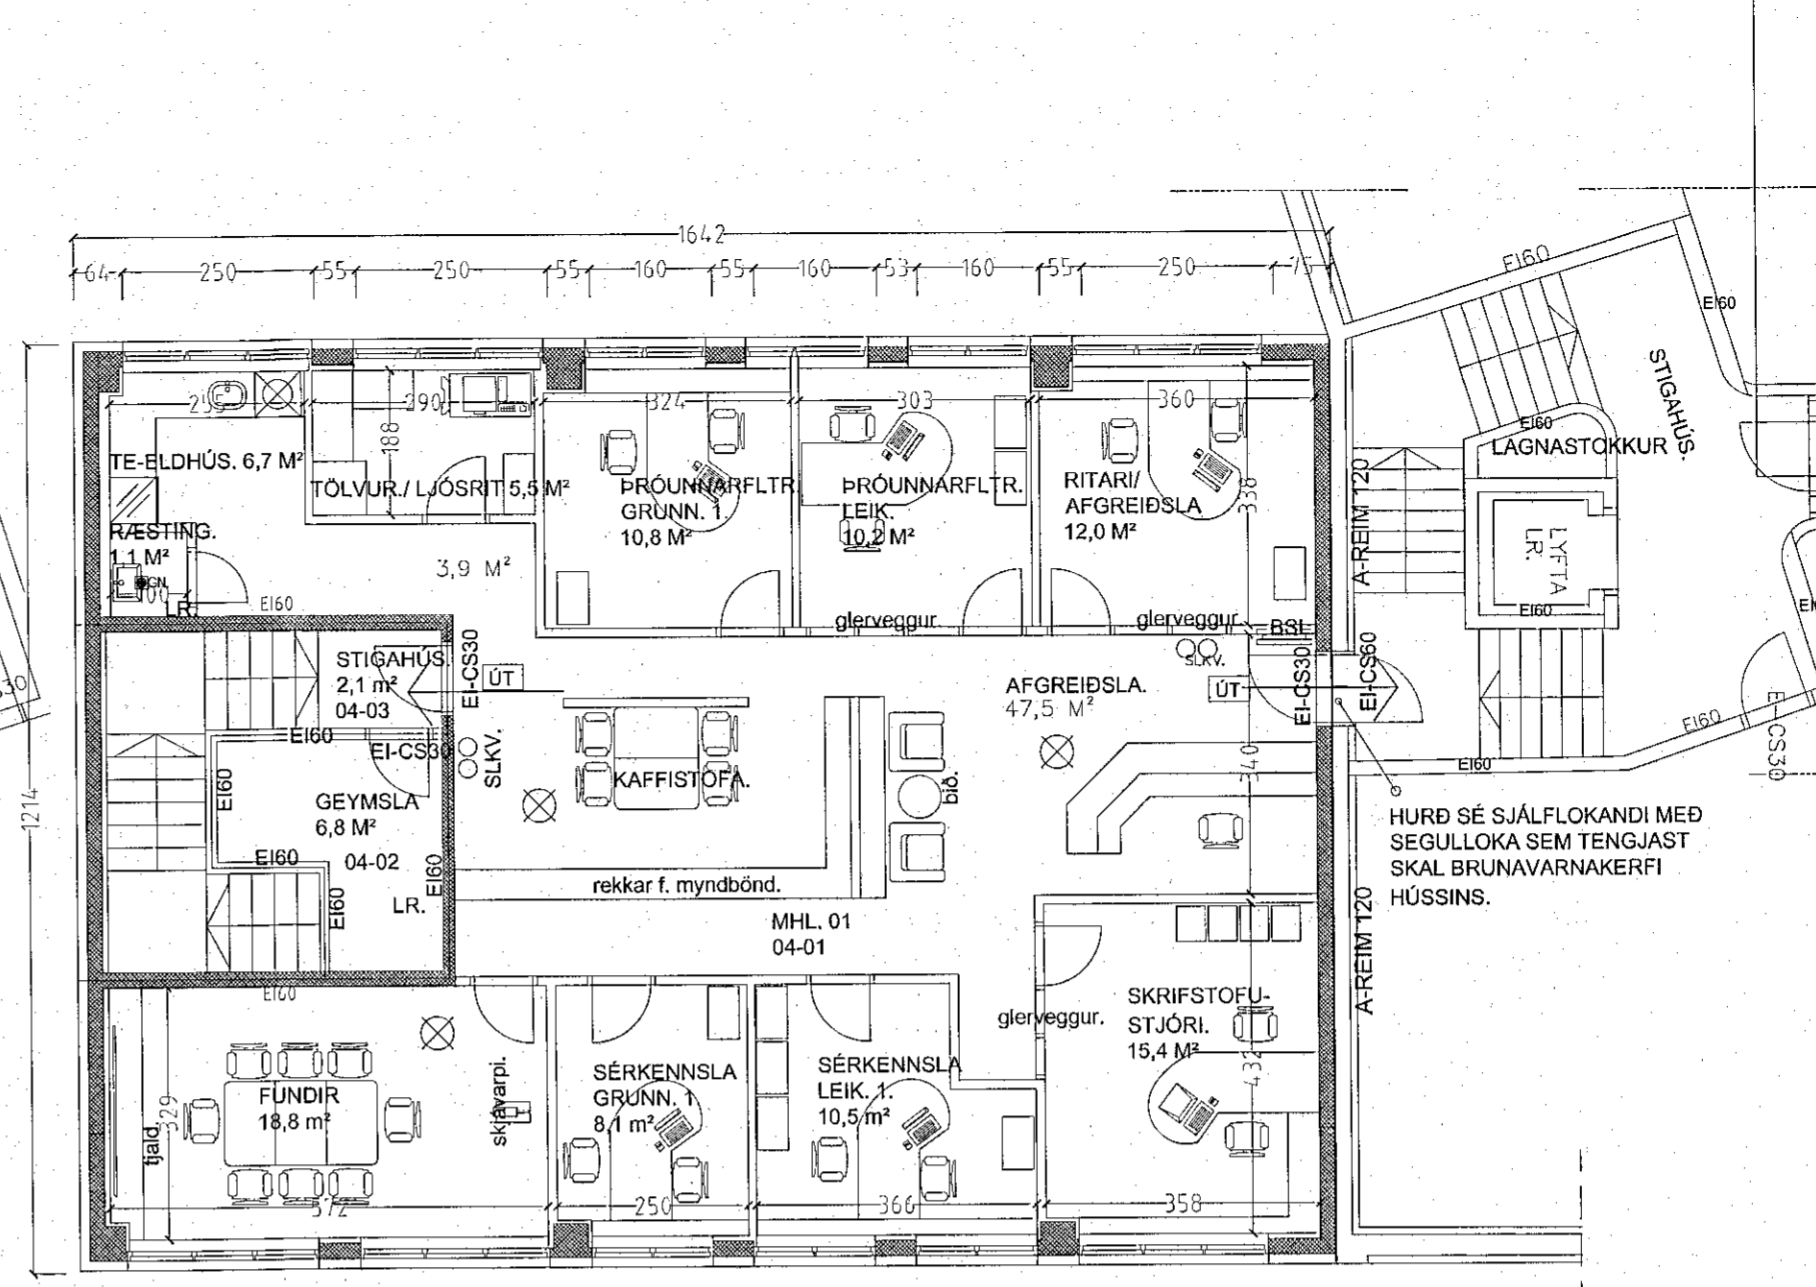 1642
64 250 55 250 55 160 55 160 53 160 55 250 75
EI60
EI60
STIGAHÚS.
EI60
LAGNASTOKKUR
A-REIM 120
LYFTA
LR
EI60
290
324
303
360
188
338
TE-ELDHÚS. 6,7 M²
TÖLVUR./ LJÓSRIT 5,5 M²
ÞRÓUNNARFLTR.
GRUNN. 1.
10,8 M²
ÞRÓUNNARFLTR.
LEIK.
10,2 M²
RITARI/
AFGREIÐSLA
12,0 M²
RÆSTING.
1,1 M²
GN.
100
LR.
3,9 M²
EI60
glerveggur.
glerveggur.
BSI
SLKV.
STIGAHÚS.
2,1 m²
04-03
EI-CS30
ÚT
AFGREIÐSLA.
47,5 M²
ÚT
EI-CS30
EI-CS60
EI60
EI60
EI-CS30
EI60
EI-CS30
SLKV.
KAFFISTOFA.
bið.
340
1214
EI60
GEYMSLA
6,8 M²
04-02
EI60
EI60
EI60
LR.
rekkar f. myndbönd.
HURÐ SÉ SJÁLFLOKANDI MEÐ
SEGULLOKA SEM TENGJAST
SKAL BRUNAVARNAKERFI
HÚSSINS.
MHL. 01
04-01
A-REIM 120
EI60
glerveggur.
SKRIFSTOFU-
STJÓRI.
15,4 M²
432
FUNDIR
18,8 m²
329
tjald.
skjávarpi.
SÉRKENNSLA
GRUNN. 1.
8,1 m²
SÉRKENNSLA
LEIK. 1.
10,5 m²
572
250
366
358